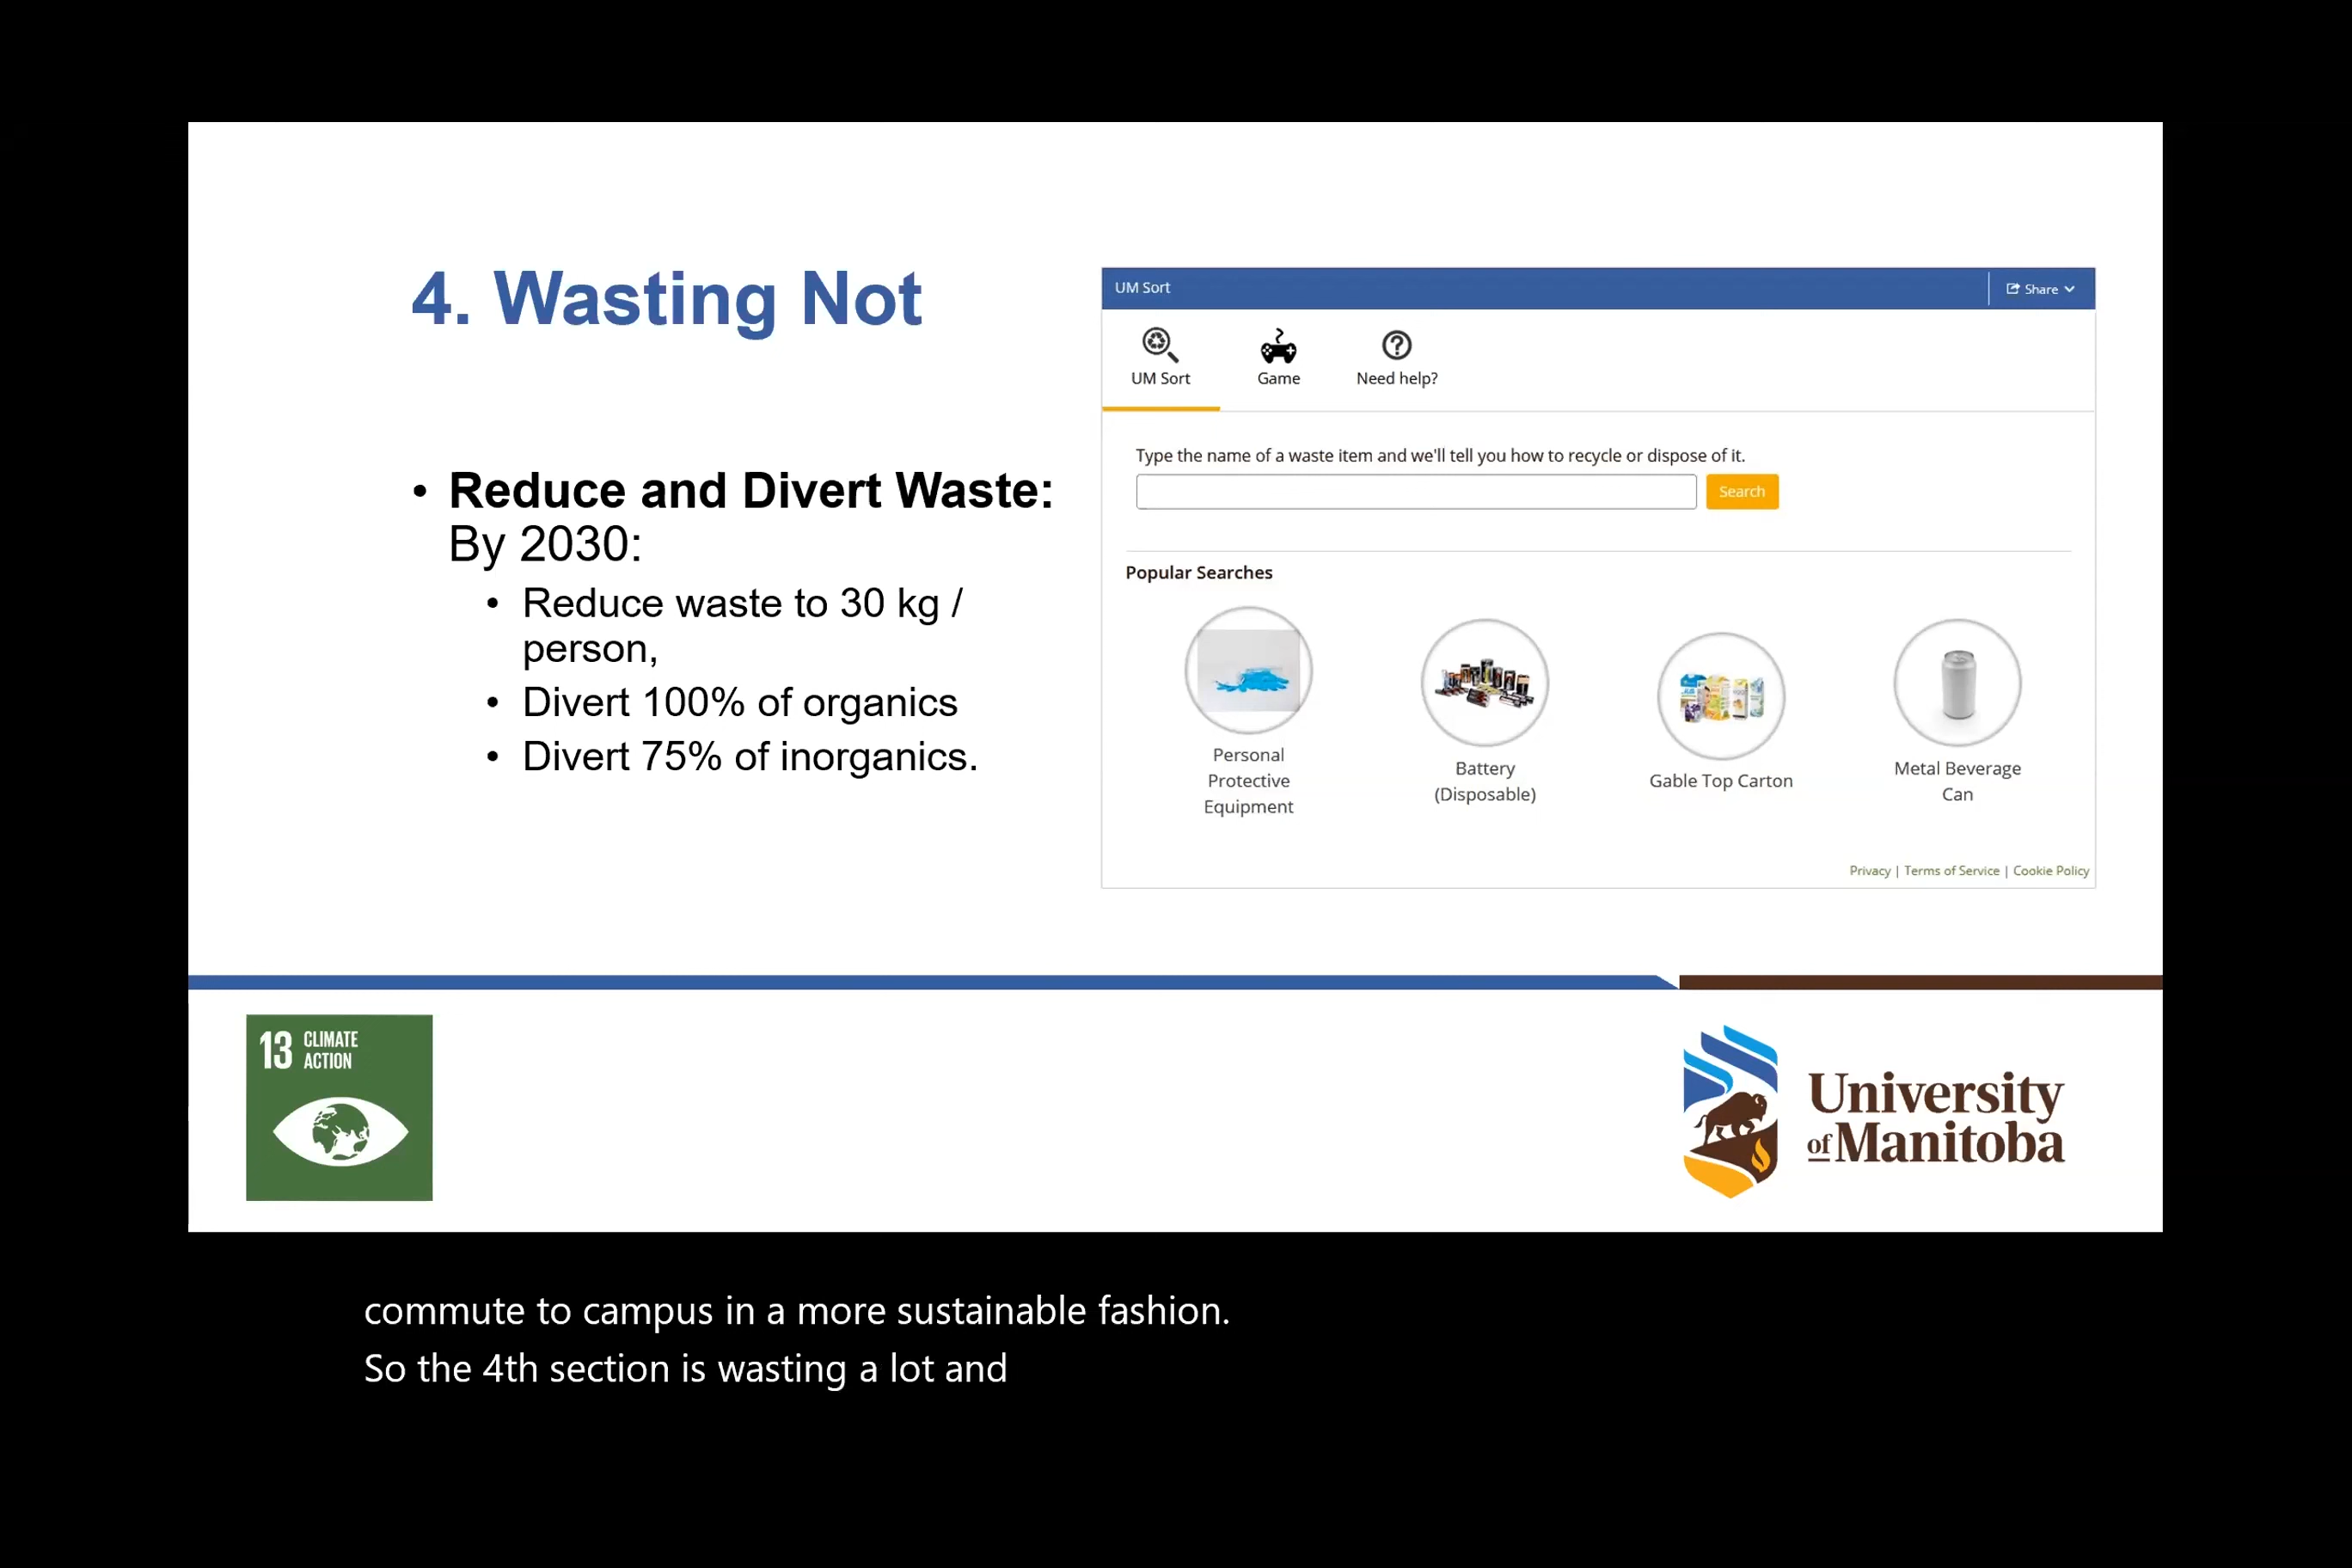 4. Wasting Not
• Reduce and Divert Waste:
By 2030:
• Reduce waste to 30 kg /
person,
• Divert 100% of organics
• Divert 75% of inorganics.
UM Sort
Share
UM Sort
Game
Need help?
Type the name of a waste item and we'll tell you how to recycle or dispose of it.
Search
Popular Searches
Personal
Protective
Equipment
Battery
(Disposable)
Gable Top Carton
Metal Beverage
Can
Privacy | Terms of Service | Cookie Policy
13 CLIMATE
ACTION
University
of Manitoba
commute to campus in a more sustainable fashion.
So the 4th section is wasting a lot and